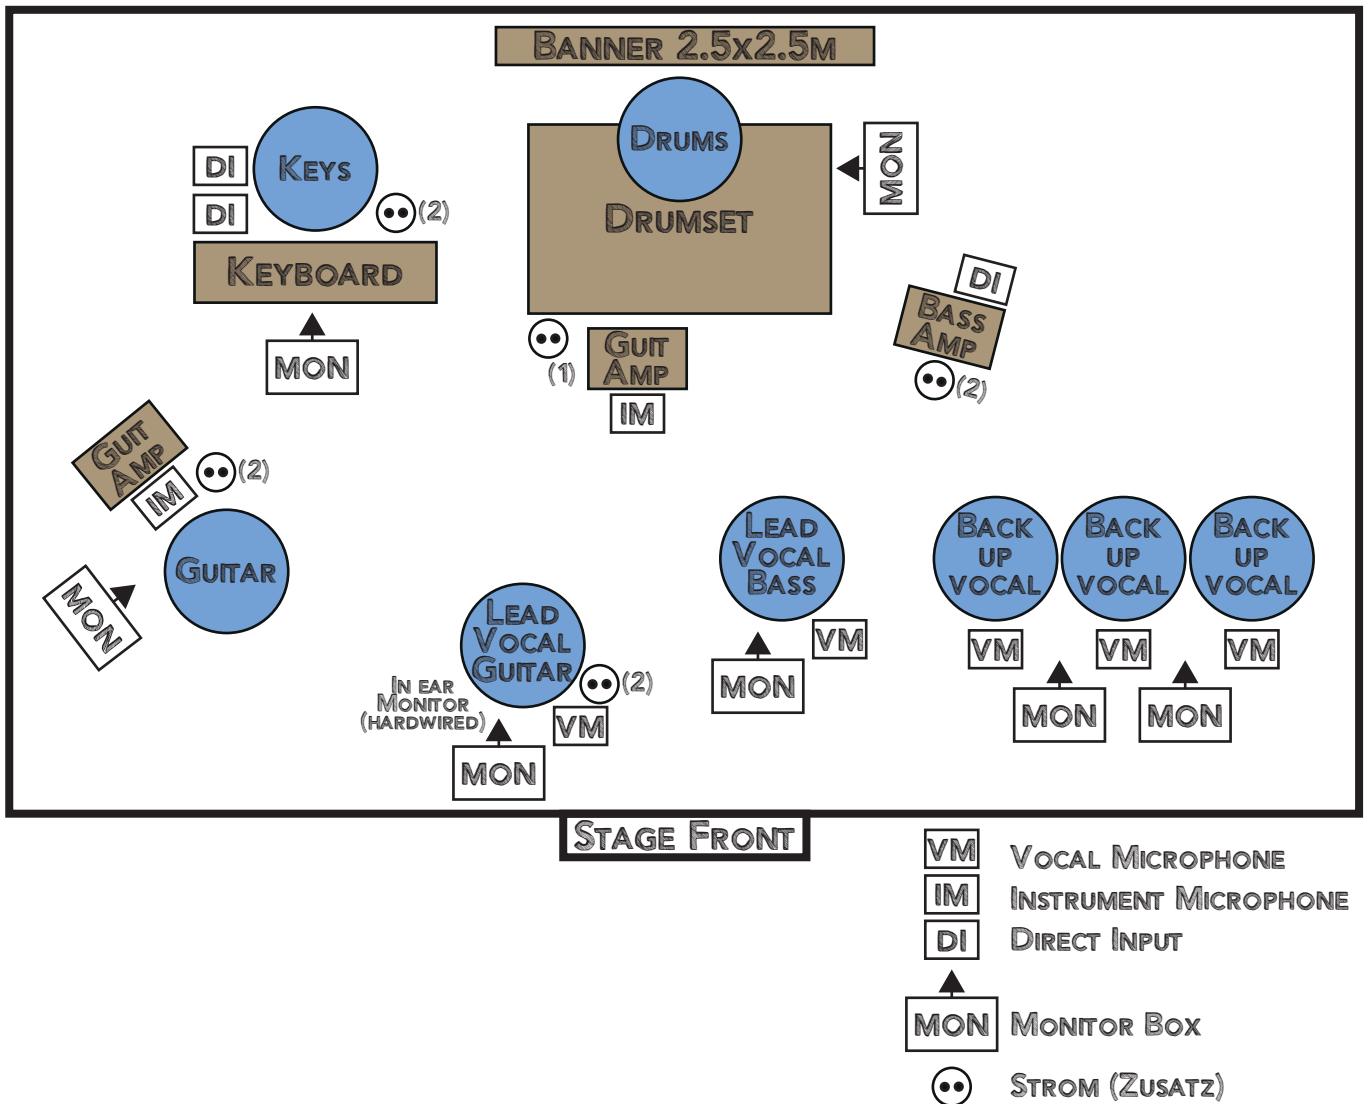 Banner 2.5x2.5m
Drums
Drumset
MON
Keys
DI
DI
(2)
Keyboard
MON
DI
Bass
Amp
(2)
(1)
Guit
Amp
IM
Guit
Amp
IM
(2)
Guitar
MON
Lead
Vocal
Guitar
(2)
In ear
Monitor
(hardwired)
VM
MON
Lead
Vocal
Bass
VM
MON
Back
up
vocal
Back
up
vocal
Back
up
vocal
VM
VM
VM
MON
MON
Stage Front
VM Vocal Microphone
IM Instrument Microphone
DI Direct Input
MON Monitor Box
Strom (Zusatz)